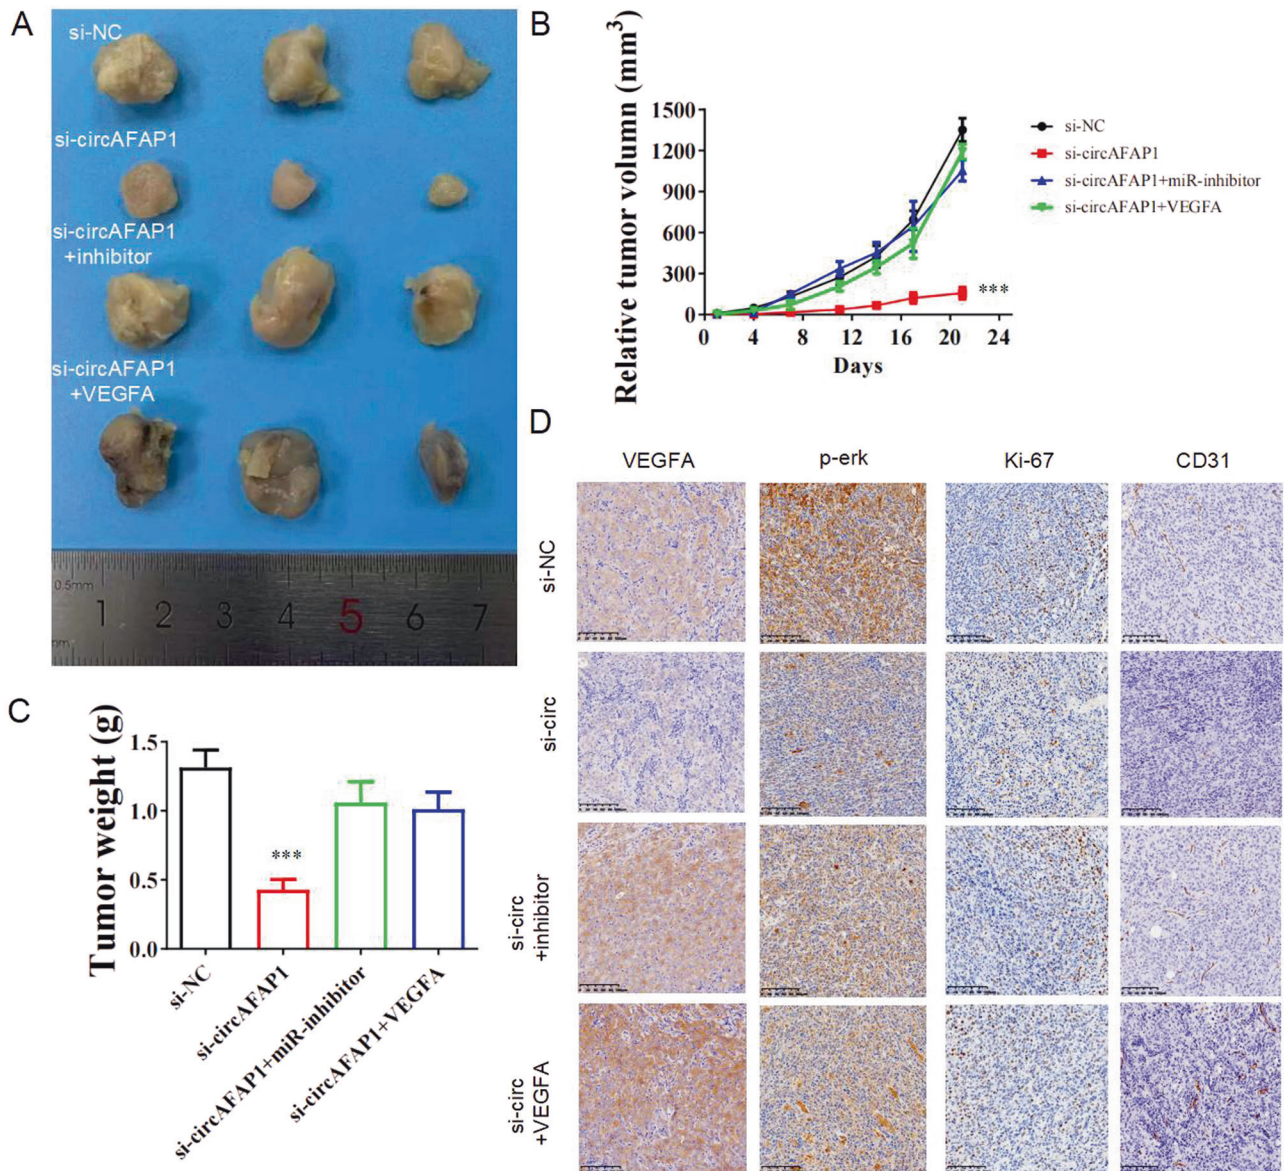 A
si-NC
si-circAFAP1
si-circAFAP1
+inhibitor
si-circAFAP1
+VEGFA
0.5mm
1 2 3 4 5 6 7
B
Relative tumor volumn (mm3)
1500
1200
900
600
300
0
0 4 8 12 16 20 24
Days
***
si-NC
si-circAFAP1
si-circAFAP1+miR-inhibitor
si-circAFAP1+VEGFA
C
Tumor weight (g)
1.5
1.0
0.5
0.0
***
si-NC
si-circAFAP1
si-circAFAP1+miR-inhibitor
si-circAFAP1+VEGFA
D
VEGFA p-erk Ki-67 CD31
si-NC
si-circ
si-circ
+inhibitor
si-circ
+VEGFA